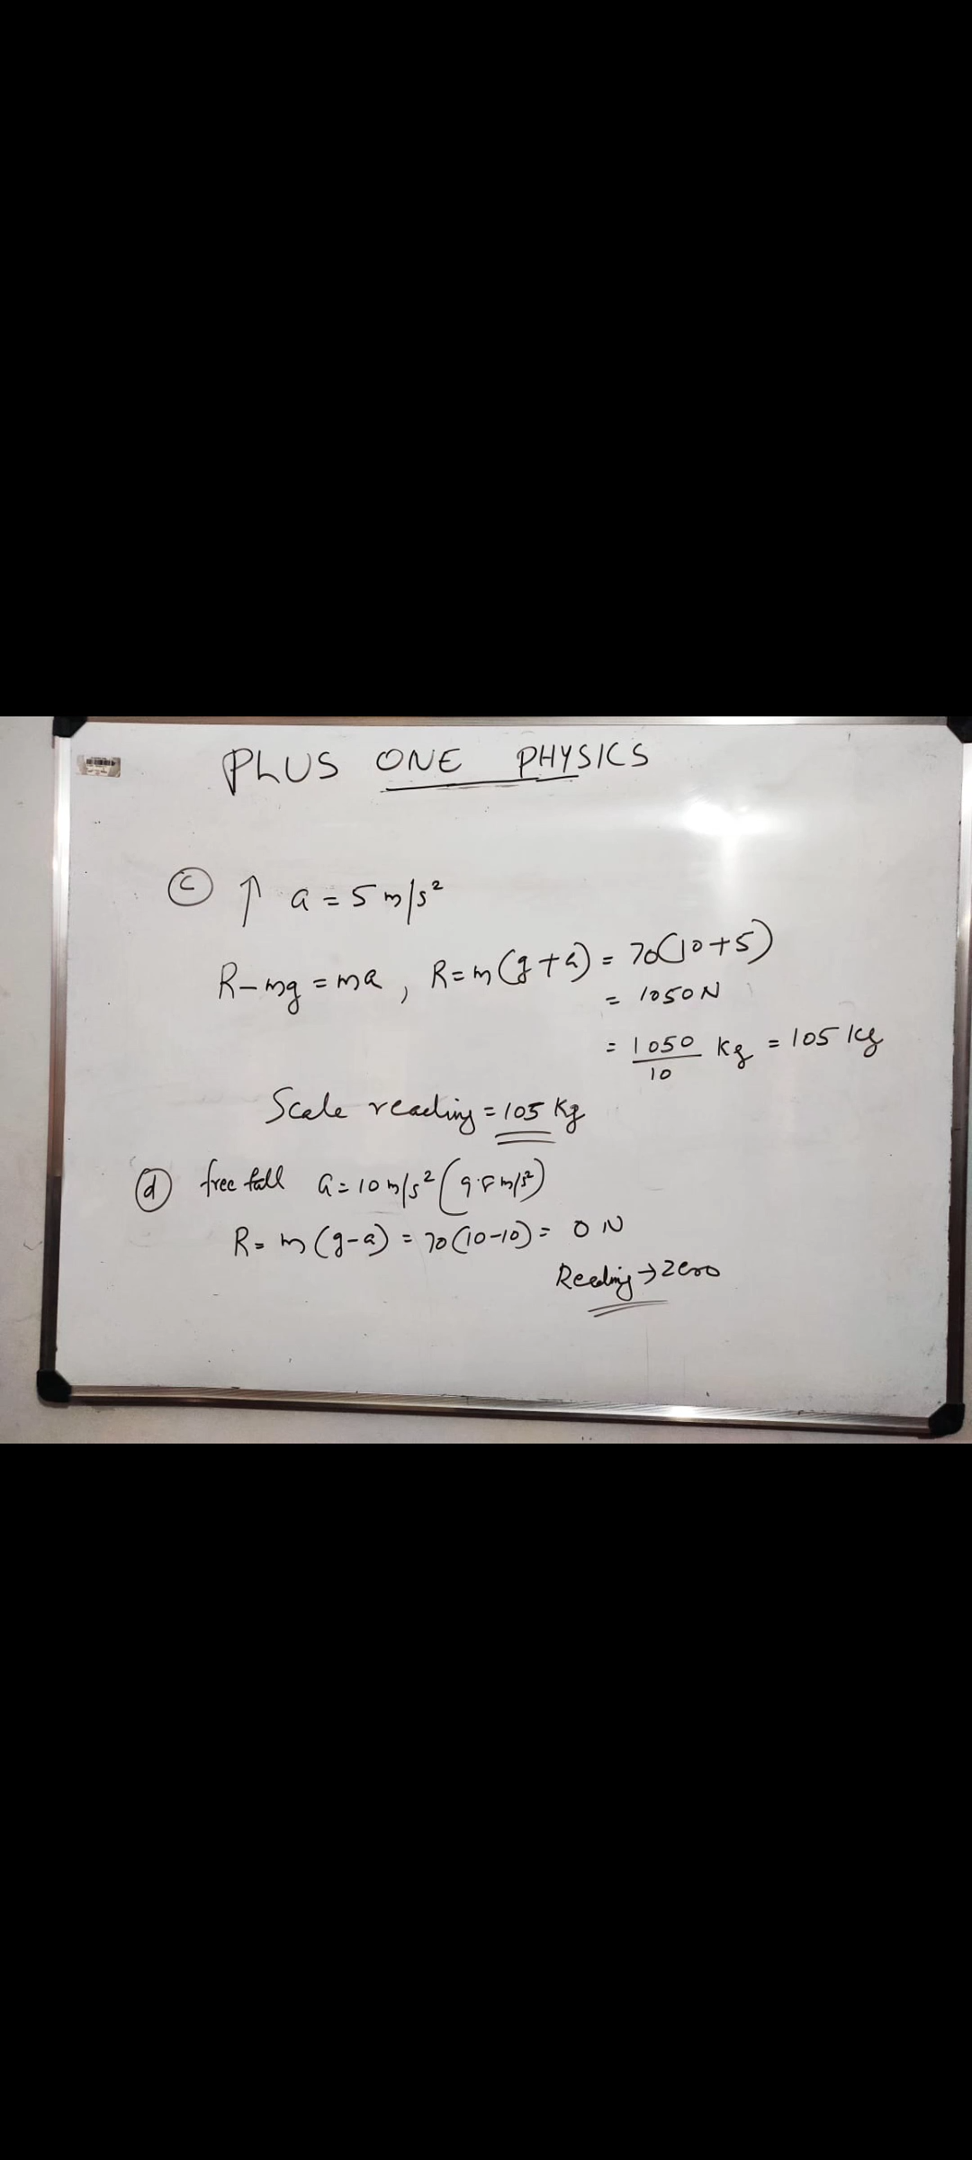 PLUS ONE PHYSICS
(c) ↑ a = 5 m/s²
R - mg = ma , R = m(g+a) = 70(10+5)
= 1050 N
= 1050/10 Kg = 105 Kg
Scale reading = 105 Kg
(d) free fall a = 10 m/s² (9.8 m/s²)
R = m(g-a) = 70(10-10) = 0 N
Reading → Zero